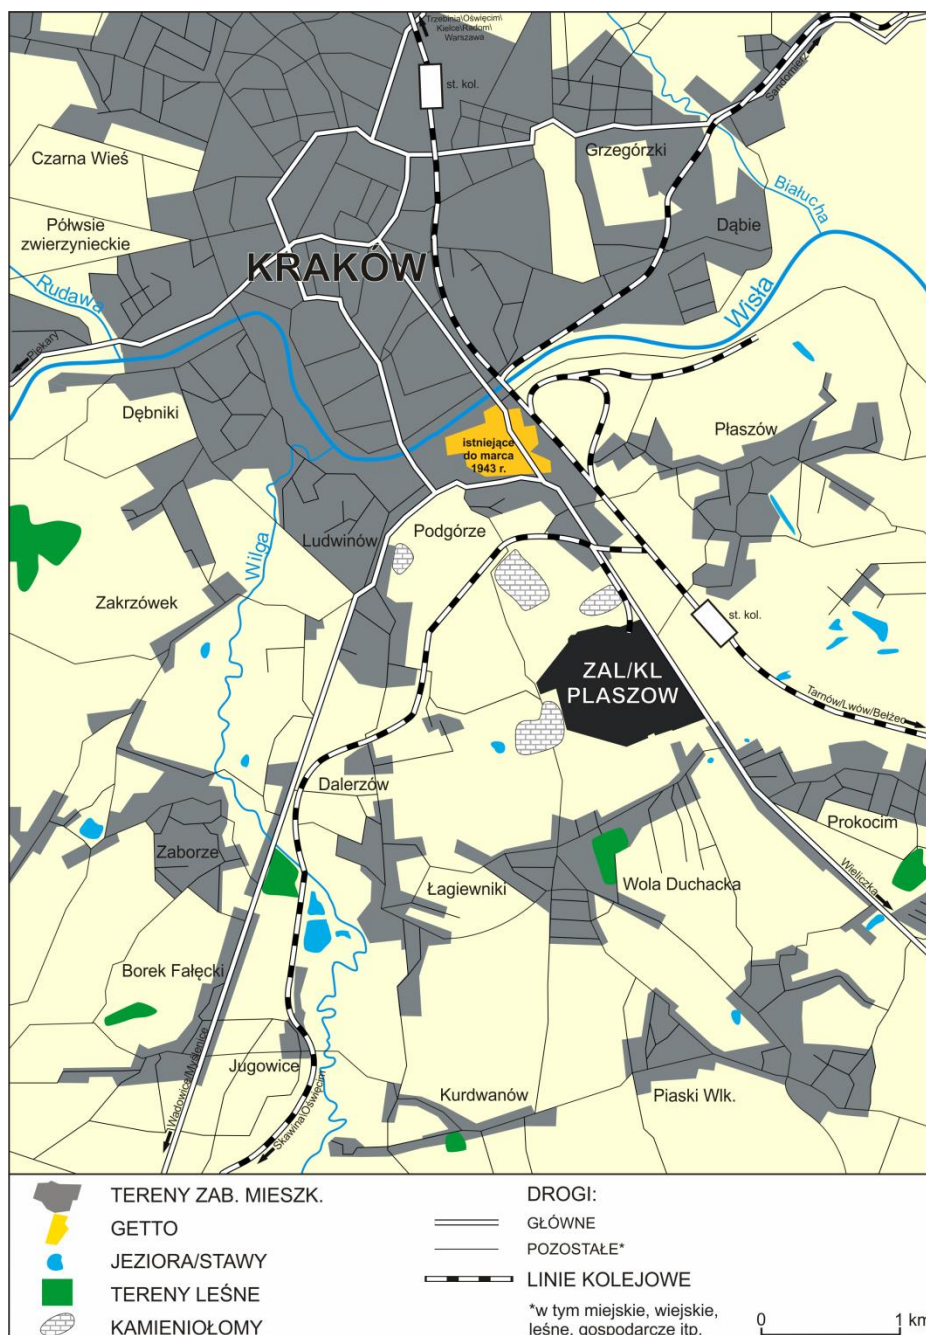 Trzebinia\Oświęcim\
Kielce\Radom\
Warszawa
st. kol.
Sandomierz
Czarna Wieś
Grzegórzki
Półwsie
zwierzynieckie
Białucha
Dąbie
KRAKÓW
Rudawa
Wisła
Piekary
Dębniki
istniejące
do marca
1943 r.
Płaszów
Ludwinów
Podgórze
Wilga
Zakrzówek
st. kol.
ZAL/KL
PLASZOW
Tarnów/Lwów/Bełżec
Dalerzów
Prokocim
Zaborze
Łagiewniki
Wola Duchacka
Wieliczka
Borek Fałęcki
Wadowice/Myślenice
Jugowice
Skawina\Oświęcim
Kurdwanów
Piaski Wlk.
TERENY ZAB. MIESZK.
GETTO
JEZIORA/STAWY
TERENY LEŚNE
KAMIENIOŁOMY
DROGI:
GŁÓWNE
POZOSTAŁE*
LINIE KOLEJOWE
*w tym miejskie, wiejskie,
leśne, gospodarcze itp.
0 1 km